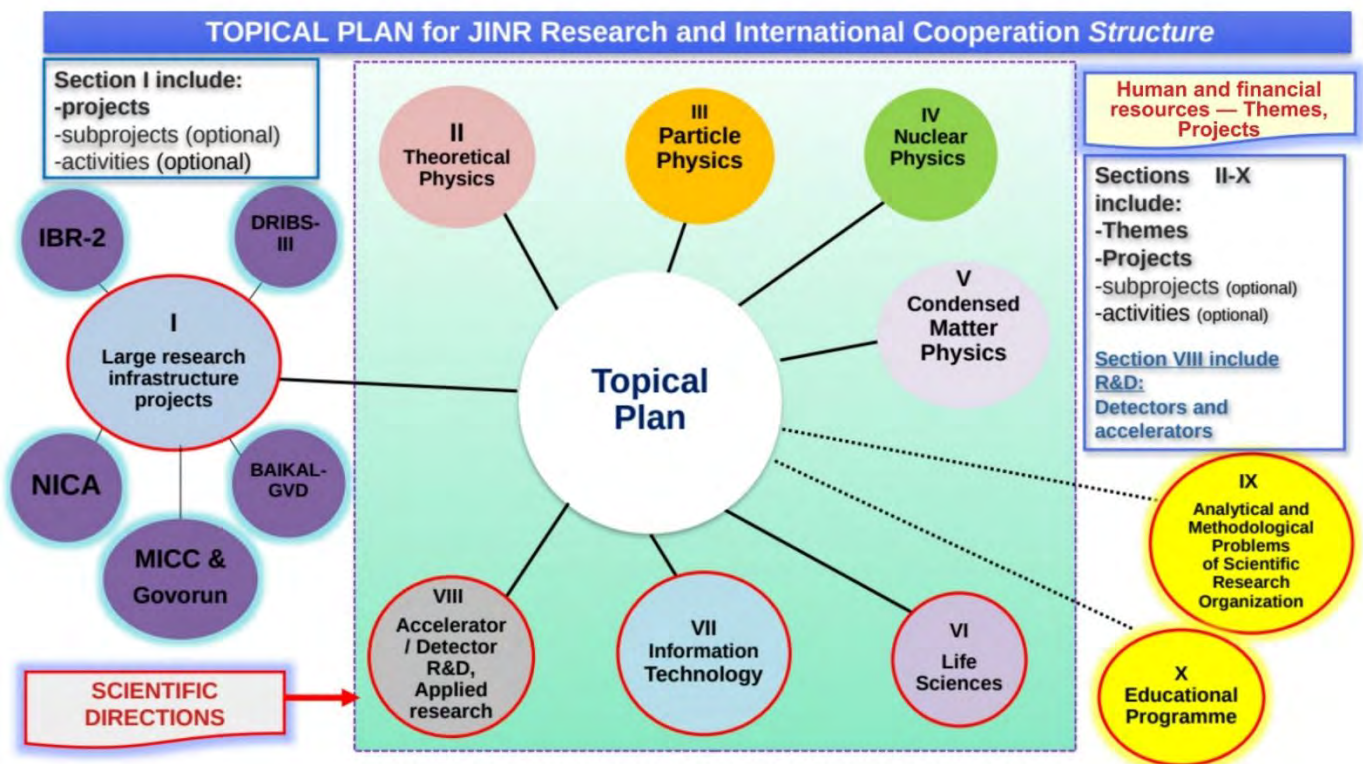 TOPICAL PLAN for JINR Research and International Cooperation Structure
Section I include:
-projects
-subprojects (optional)
-activities (optional)
IBR-2
DRIBS-
III
I
Large research
infrastructure
projects
NICA
BAIKAL-
GVD
MICC &
Govorun
SCIENTIFIC
DIRECTIONS
II
Theoretical
Physics
III
Particle
Physics
IV
Nuclear
Physics
V
Condensed
Matter
Physics
Topical
Plan
VIII
Accelerator
/ Detector
R&D,
Applied
research
VII
Information
Technology
VI
Life
Sciences
Human and financial
resources — Themes,
Projects
Sections II-X
include:
-Themes
-Projects
-subprojects (optional)
-activities (optional)
Section VIII include
R&D:
Detectors and
accelerators
IX
Analytical and
Methodological
Problems
of Scientific
Research
Organization
X
Educational
Programme